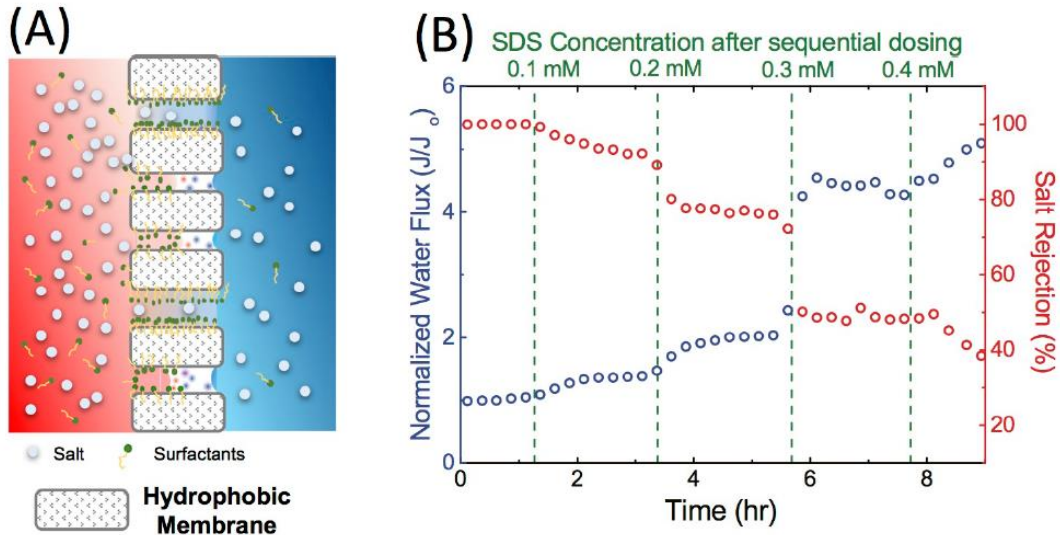 (A)
Salt
Surfactants
Hydrophobic
Membrane
(B)
SDS Concentration after sequential dosing
0.1 mM 0.2 mM 0.3 mM 0.4 mM
Normalized Water Flux (J/J₀)
6
4
2
0
0 2 4 6 8
Time (hr)
100
80
60
40
20
Salt Rejection (%)